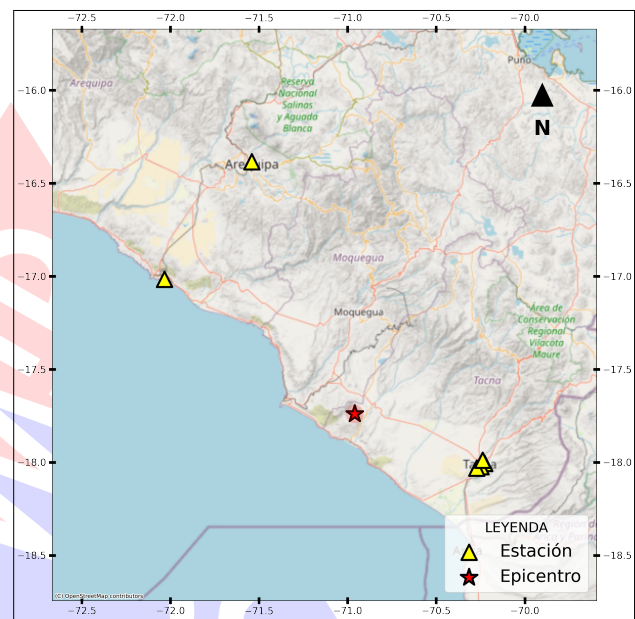 −72.5 −72.0 −71.5 −71.0 −70.5 −70.0
Puno
−16.0 −16.0
Arequipa
Reserva
Nacional
Salinas
y Aguada
Blanca
N
Arequipa
−16.5 −16.5
Moquegua
−17.0 −17.0
Moquegua
Área de
Conservación
Regional
Vilacota
Maure
−17.5 −17.5
Tacna
−18.0 −18.0
LEYENDA
Estación
Epicentro
−18.5 −18.5
(C) OpenStreetMap contributors
−72.5 −72.0 −71.5 −71.0 −70.5 −70.0